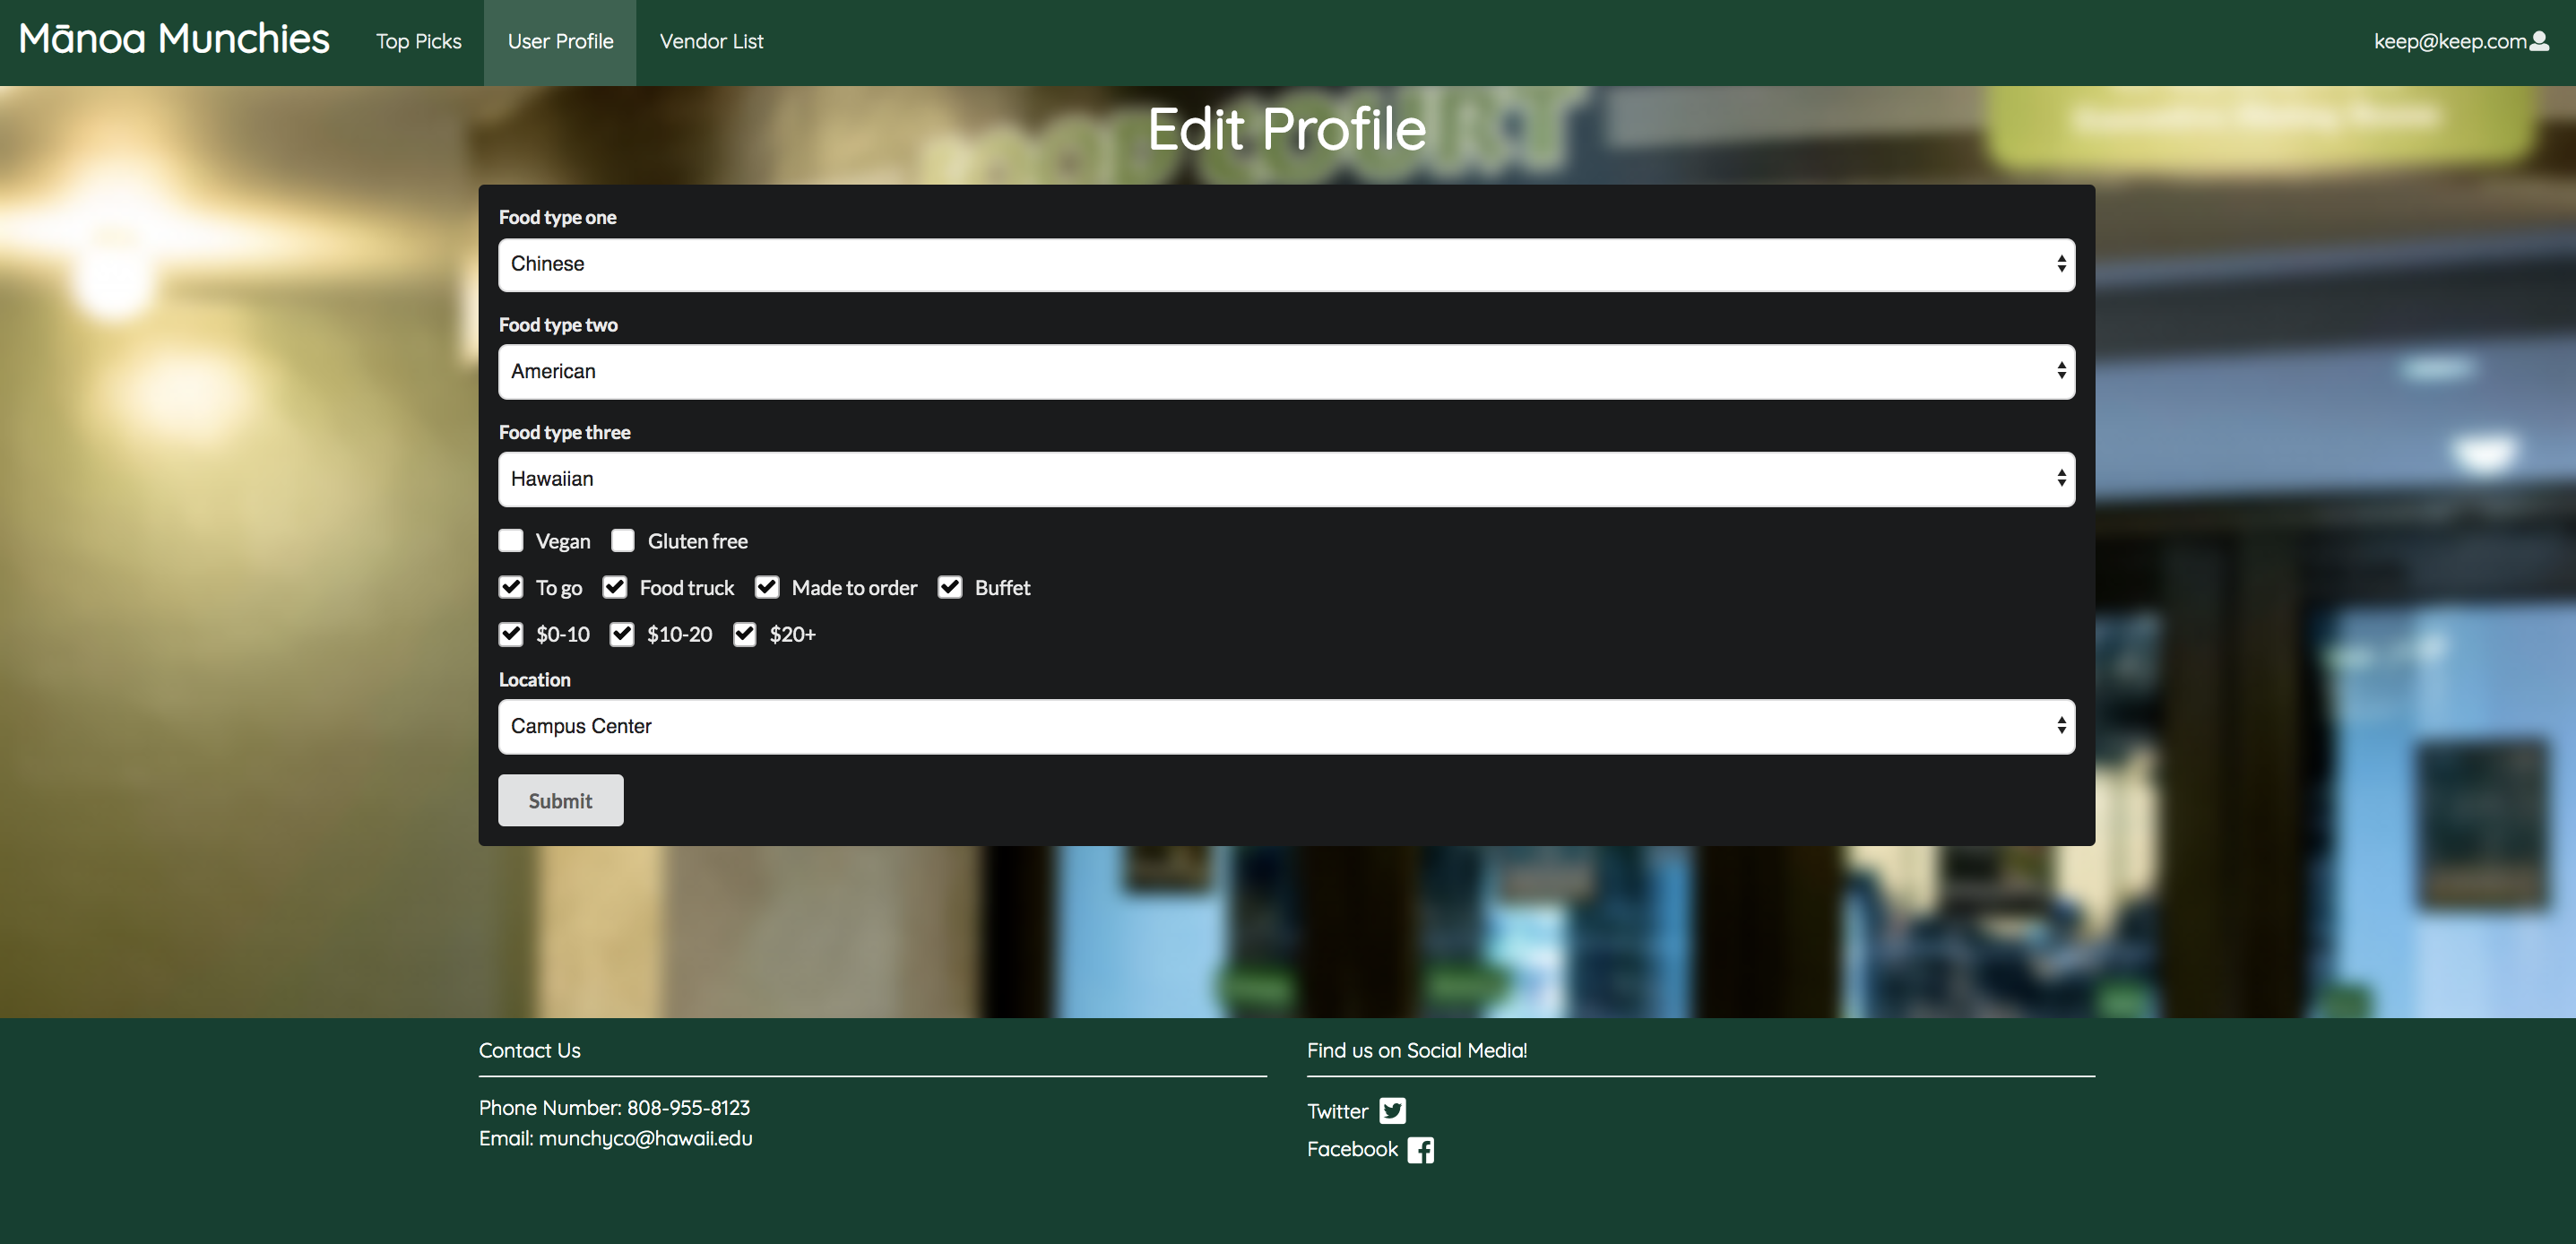 Mānoa Munchies Top Picks User Profile Vendor List keep@keep.com
Edit Profile
Food type one
Chinese
Food type two
American
Food type three
Hawaiian
Vegan Gluten free
To go Food truck Made to order Buffet
$0-10 $10-20 $20+
Location
Campus Center
Submit
Contact Us
Phone Number: 808-955-8123
Email: munchyco@hawaii.edu
Find us on Social Media!
Twitter
Facebook